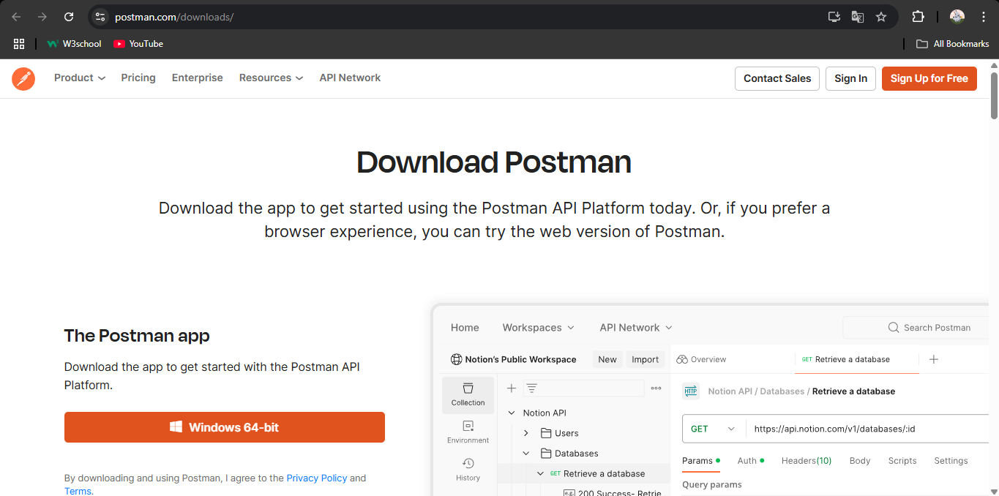 postman.com/downloads/
W3school
YouTube
All Bookmarks
Product
Pricing
Enterprise
Resources
API Network
Contact Sales
Sign In
Sign Up for Free
Download Postman
Download the app to get started using the Postman API Platform today. Or, if you prefer a
browser experience, you can try the web version of Postman.
The Postman app
Download the app to get started with the Postman API
Platform.
Windows 64-bit
By downloading and using Postman, I agree to the Privacy Policy and
Terms.
Home
Workspaces
API Network
Search Postman
Notion's Public Workspace
New
Import
Overview
GET Retrieve a database
Collection
Environment
History
Notion API
Users
Databases
GET Retrieve a database
200 Success- Retrie
HTTP
Notion API / Databases / Retrieve a database
GET
https://api.notion.com/v1/databases/:id
Params
Auth
Headers(10)
Body
Scripts
Settings
Query params